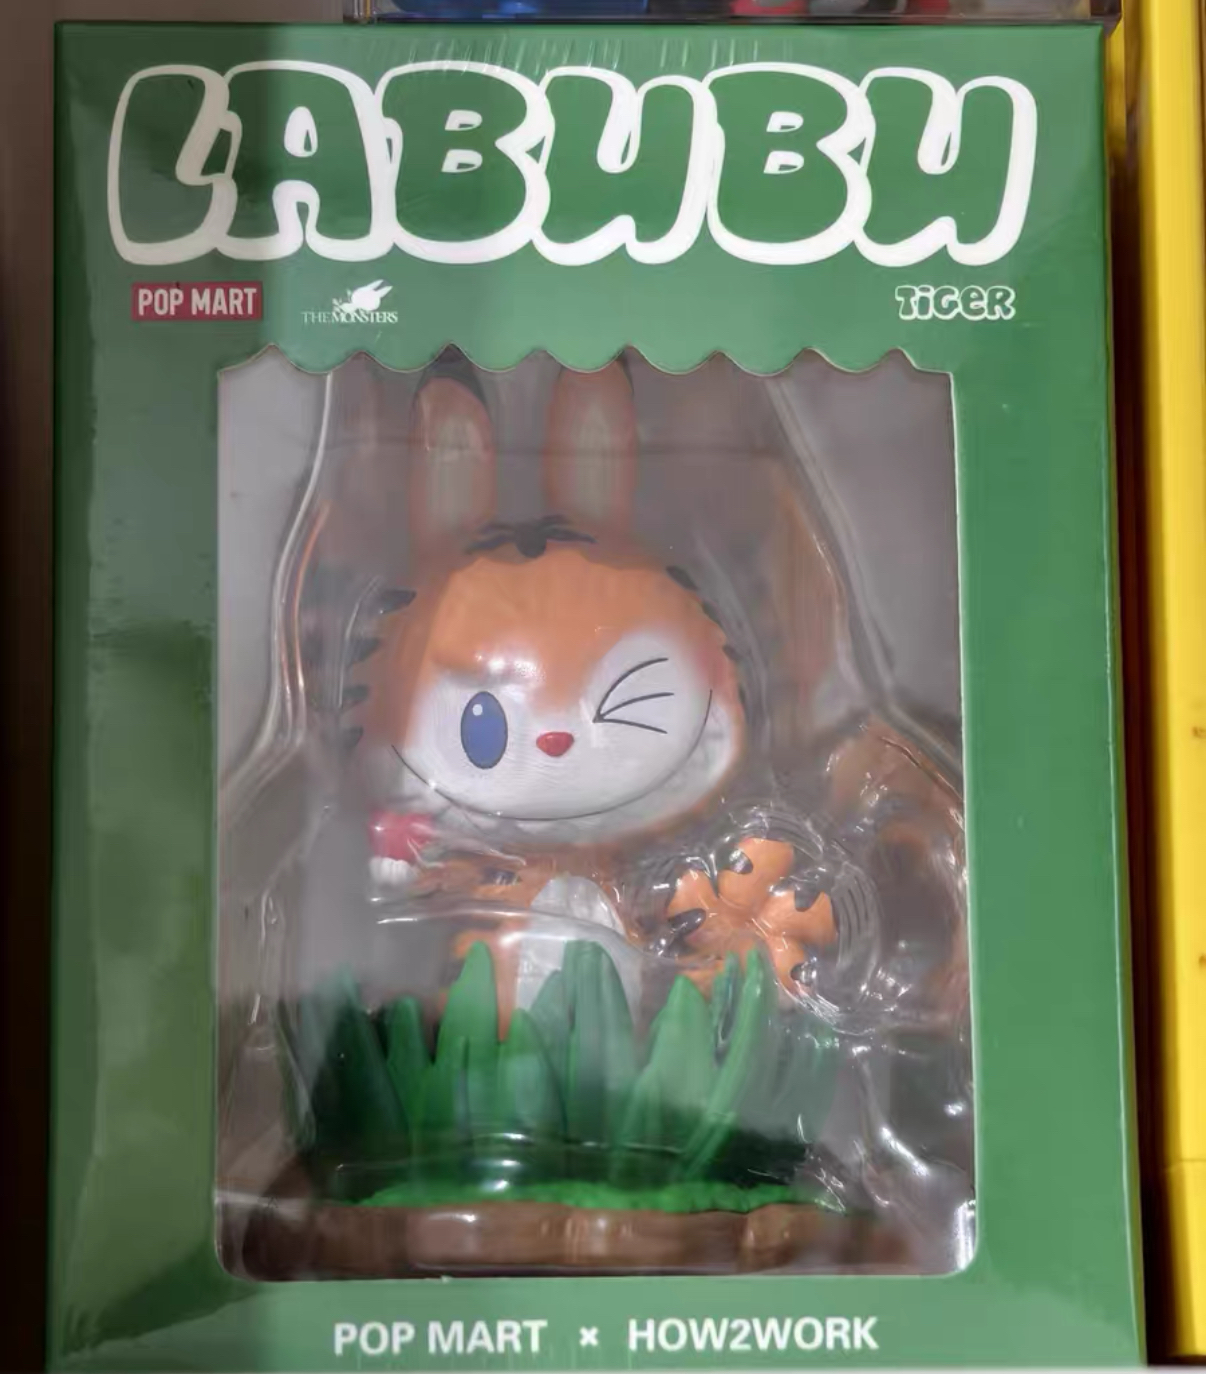 LABUBU
POP MART
THE MONSTERS
TIGER
POP MART × HOW2WORK